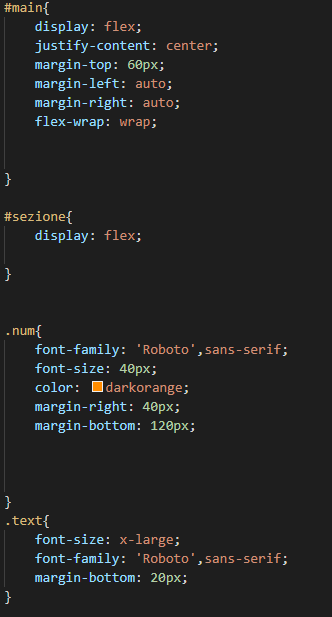 #main{
    display: flex;
    justify-content: center;
    margin-top: 60px;
    margin-left: auto;
    margin-right: auto;
    flex-wrap: wrap;
}
#sezione{
    display: flex;
}
.num{
    font-family: 'Roboto',sans-serif;
    font-size: 40px;
    color: darkorange;
    margin-right: 40px;
    margin-bottom: 120px;
}
.text{
    font-size: x-large;
    font-family: 'Roboto',sans-serif;
    margin-bottom: 20px;
}